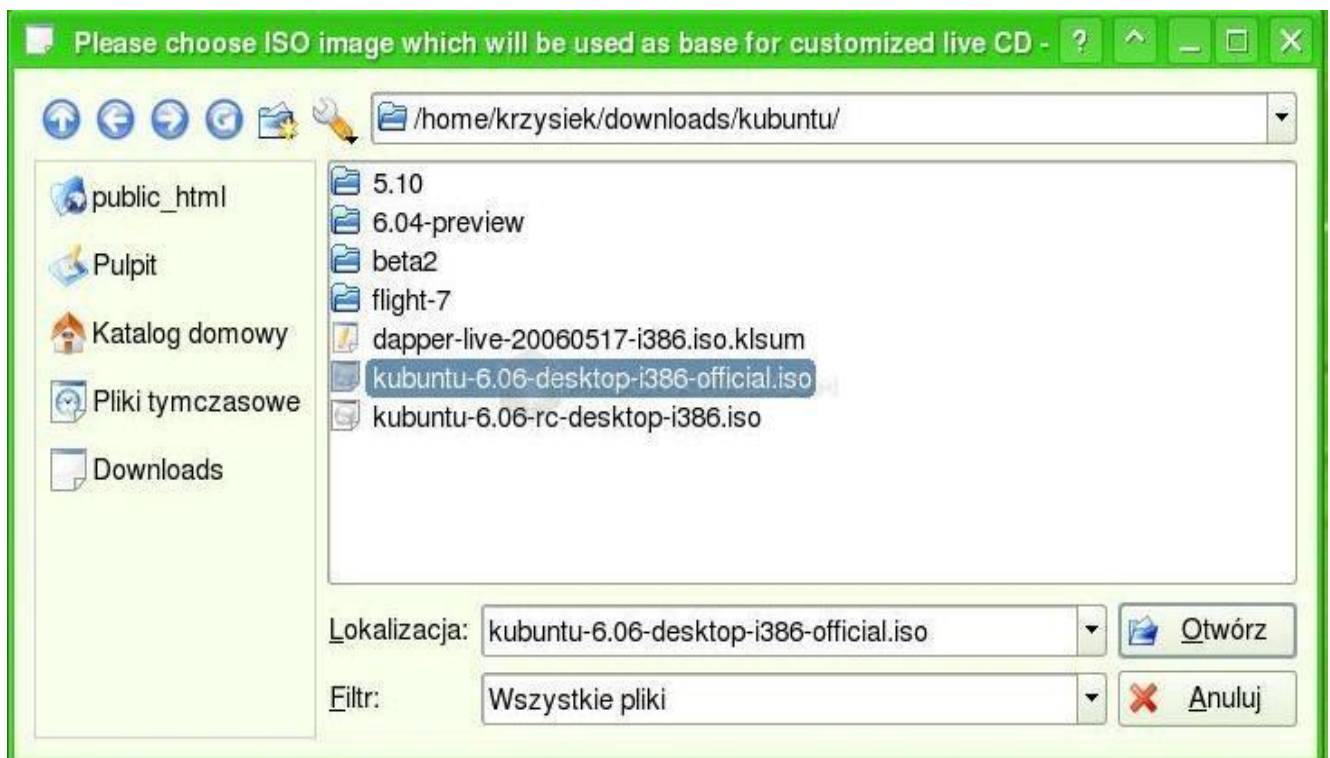 Please choose ISO image which will be used as base for customized live CD -
/home/krzysiek/downloads/kubuntu/
public_html
Pulpit
Katalog domowy
Pliki tymczasowe
Downloads
5.10
6.04-preview
beta2
flight-7
dapper-live-20060517-i386.iso.klsum
kubuntu-6.06-desktop-i386-official.iso
kubuntu-6.06-rc-desktop-i386.iso
Lokalizacja: kubuntu-6.06-desktop-i386-official.iso Otwórz
Filtr: Wszystkie pliki Anuluj